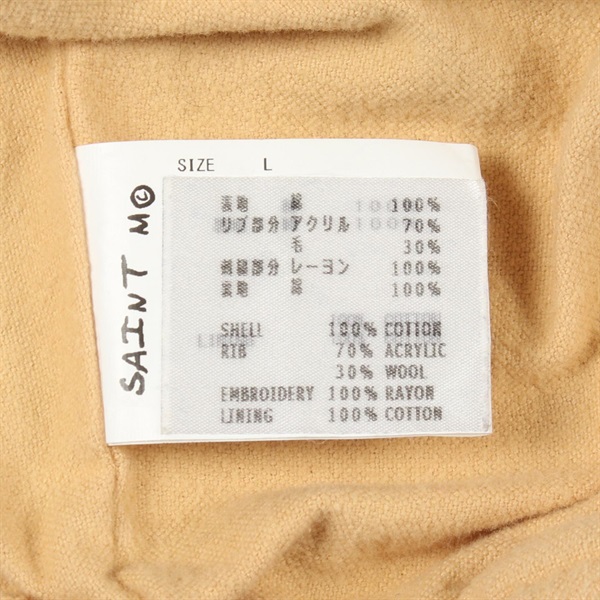 SAINT M
SIZE L
表地 綿 100%
リブ部分 アクリル 70%
毛 30%
刺繍部分 レーヨン 100%
綿 100%
SHELL 100% COTTON
RIB 70% ACRYLIC
30% WOOL
EMBROIDERY 100% RAYON
LINING 100% COTTON